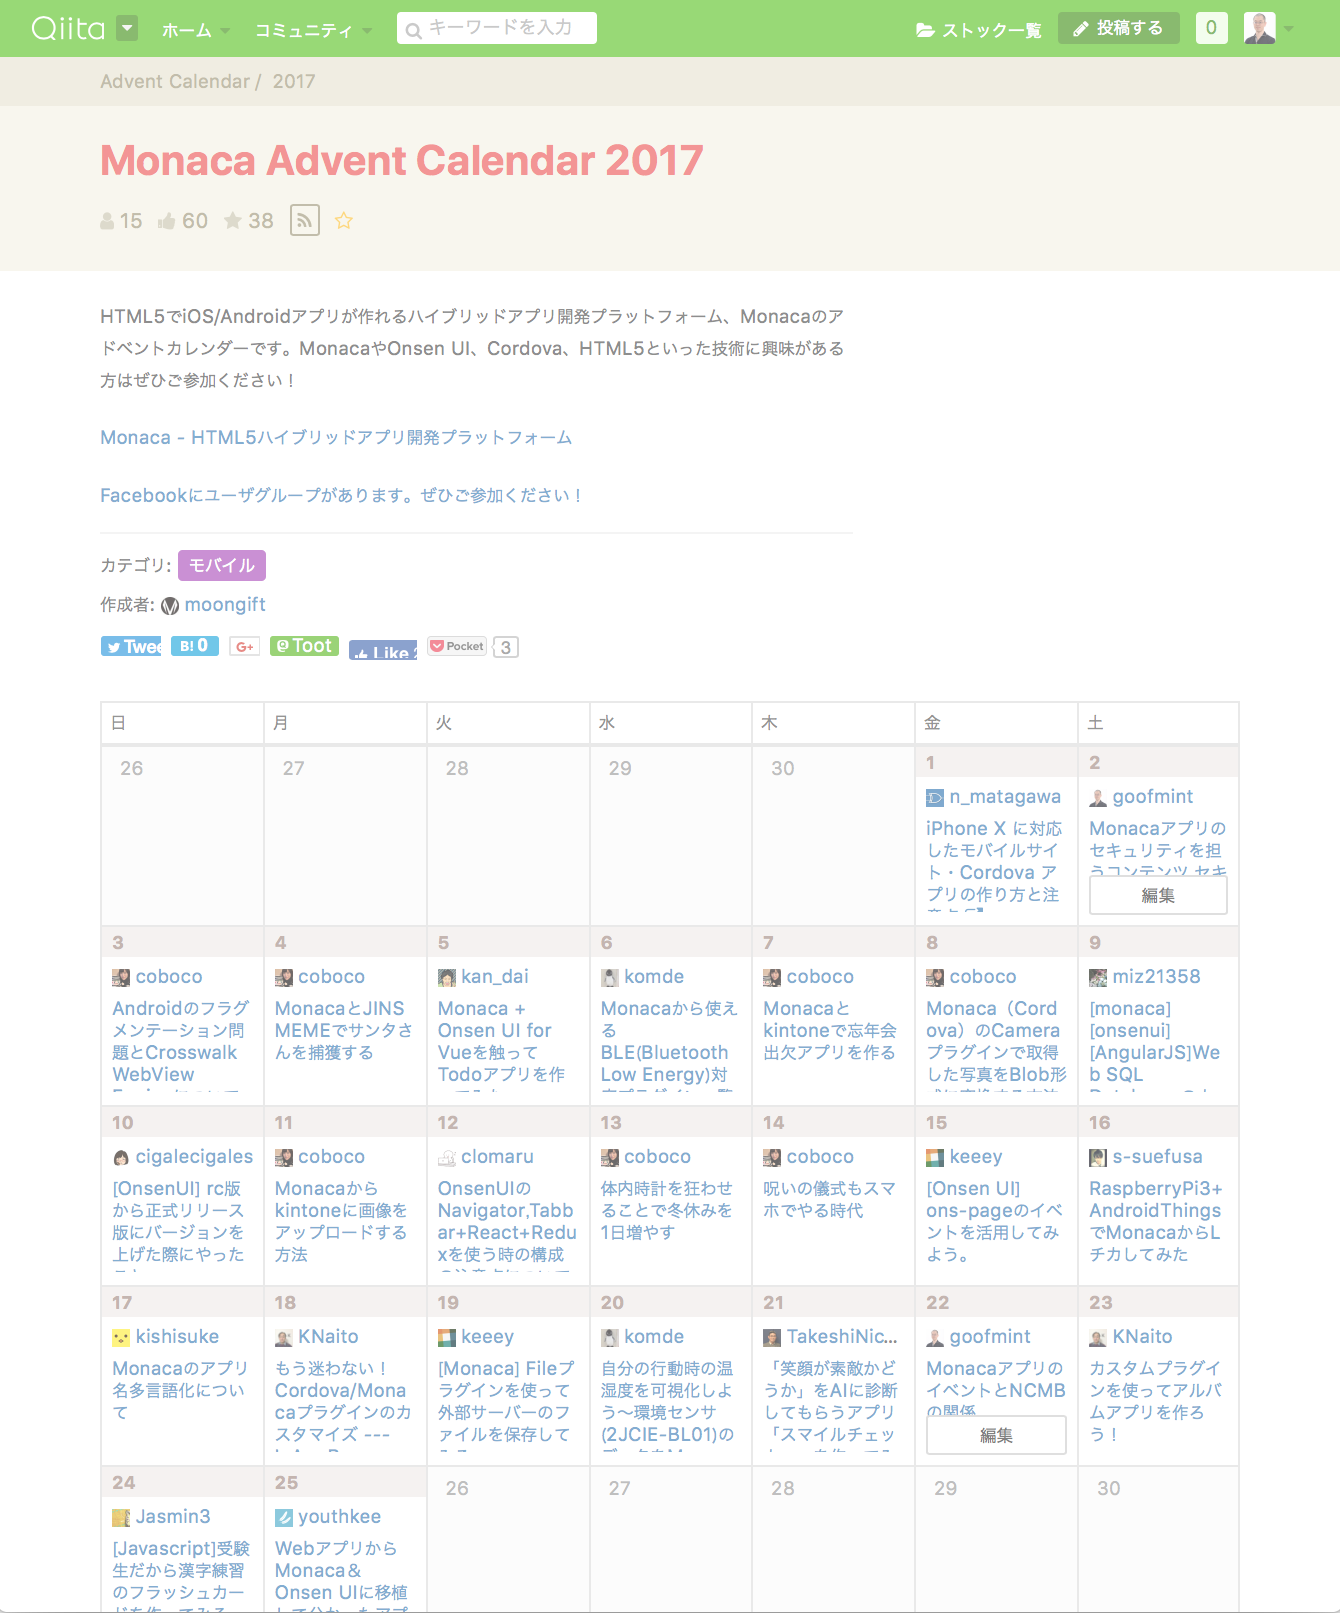 Qiita ホーム コミュニティ キーワードを入力 ストック一覧 投稿する 0
Advent Calendar / 2017
Monaca Advent Calendar 2017
15 60 38
HTML5でiOS/Androidアプリが作れるハイブリッドアプリ開発プラットフォーム、Monacaのア
ドベントカレンダーです。MonacaやOnsen UI、Cordova、HTML5といった技術に興味がある
方はぜひご参加ください！
Monaca - HTML5ハイブリッドアプリ開発プラットフォーム
Facebookにユーザグループがあります。ぜひご参加ください！
カテゴリ: モバイル
作成者: moongift
Twee B! 0 G+ Toot Like Pocket 3
日 月 火 水 木 金 土
26 27 28 29 30
1
n_matagawa
iPhone X に対応
したモバイルサイ
ト・Cordova ア
プリの作り方と注
2
goofmint
Monacaアプリの
セキュリティを担
うコンテンツ セキ
編集
3
coboco
Androidのフラグ
メンテーション問
題とCrosswalk
WebView
4
coboco
MonacaとJINS
MEMEでサンタさ
んを捕獲する
5
kan_dai
Monaca +
Onsen UI for
Vueを触って
Todoアプリを作
6
komde
Monacaから使え
る
BLE(Bluetooth
Low Energy)対
7
coboco
Monacaと
kintoneで忘年会
出欠アプリを作る
8
coboco
Monaca（Cord
ova）のCamera
プラグインで取得
した写真をBlob形
9
miz21358
[monaca]
[onsenui]
[AngularJS]We
b SQL
10
cigalecigales
[OnsenUI] rc版
から正式リリース
版にバージョンを
上げた際にやった
11
coboco
Monacaから
kintoneに画像を
アップロードする
方法
12
clomaru
OnsenUIの
Navigator,Tabb
ar+React+Redu
xを使う時の構成
13
coboco
体内時計を狂わせ
ることで冬休みを
1日増やす
14
coboco
呪いの儀式もスマ
ホでやる時代
15
keeey
[Onsen UI]
ons-pageのイベ
ントを活用してみ
よう。
16
s-suefusa
RaspberryPi3+
AndroidThings
でMonacaからL
チカしてみた
17
kishisuke
Monacaのアプリ
名多言語化につい
て
18
KNaito
もう迷わない！
Cordova/Mona
caプラグインのカ
スタマイズ ---
19
keeey
[Monaca] Fileプ
ラグインを使って
外部サーバーのフ
ァイルを保存して
20
komde
自分の行動時の温
湿度を可視化しよ
う〜環境センサ
(2JCIE-BL01)の
21
TakeshiNic...
「笑顔が素敵かど
うか」をAIに診断
してもらうアプリ
「スマイルチェッ
22
goofmint
Monacaアプリの
イベントとNCMB
の関係
編集
23
KNaito
カスタムプラグイ
ンを使ってアルバ
ムアプリを作ろ
う！
24
Jasmin3
[Javascript]受験
生だから漢字練習
のフラッシュカー
25
youthkee
Webアプリから
Monaca＆
Onsen UIに移植
26 27 28 29 30